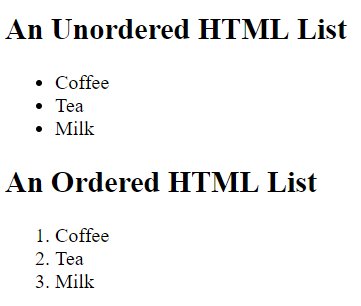 An Unordered HTML List
• Coffee
• Tea
• Milk
An Ordered HTML List
1. Coffee
2. Tea
3. Milk